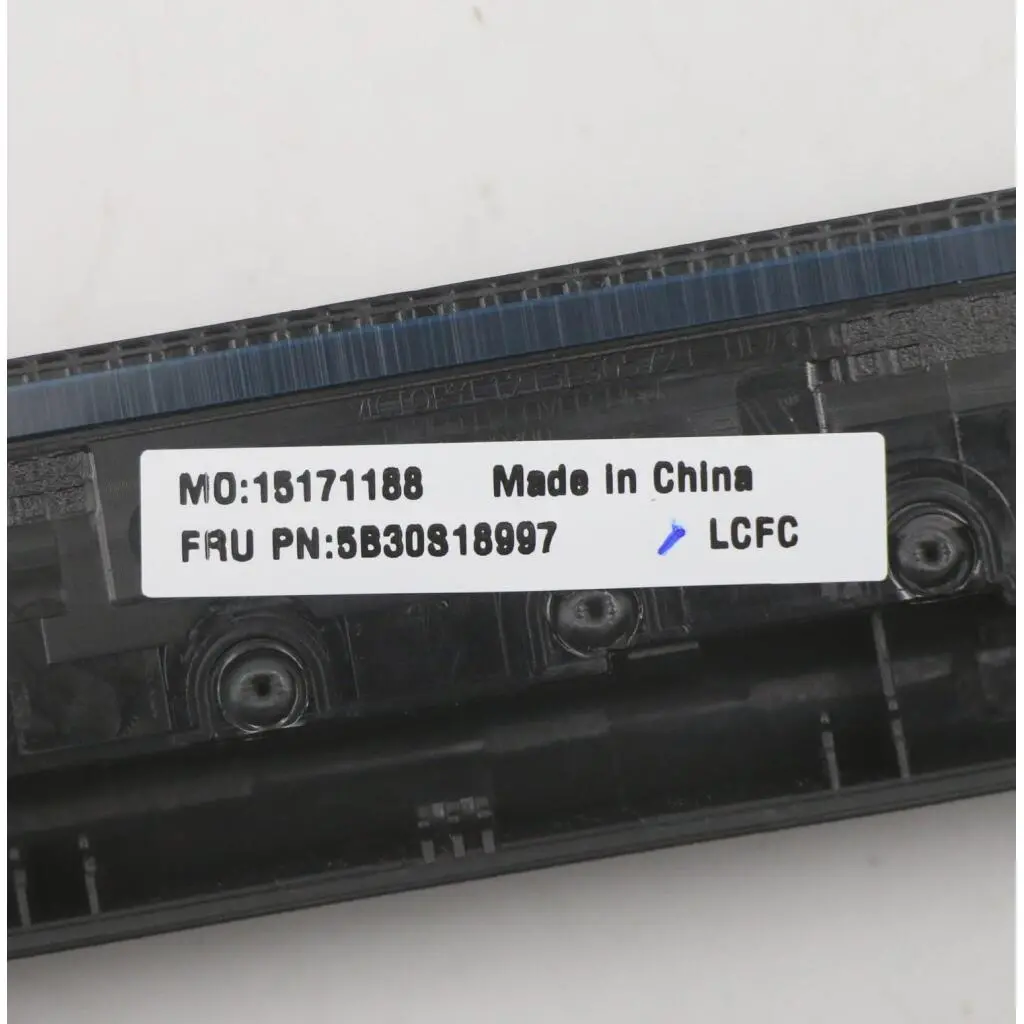 MO:15171188 Made In China
FRU PN:5B30S18997 LCFC